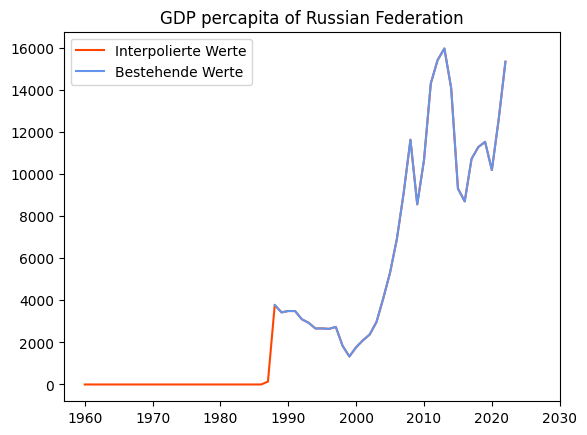 GDP percapita of Russian Federation
Interpolierte Werte
Bestehende Werte
16000
14000
12000
10000
8000
6000
4000
2000
0
1960 1970 1980 1990 2000 2010 2020 2030